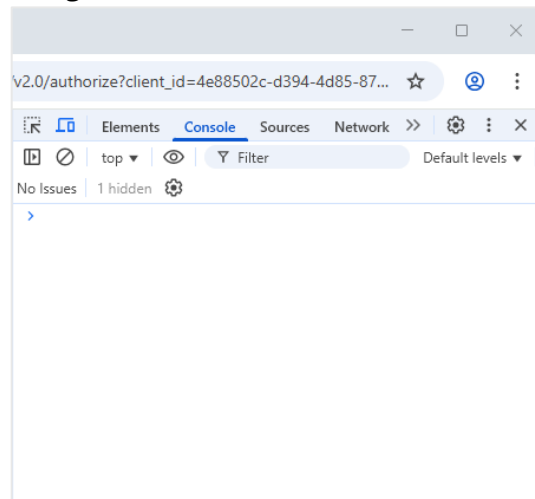 /v2.0/authorize?client_id=4e88502c-d394-4d85-87...
Elements Console Sources Network
top Filter Default levels
No Issues 1 hidden